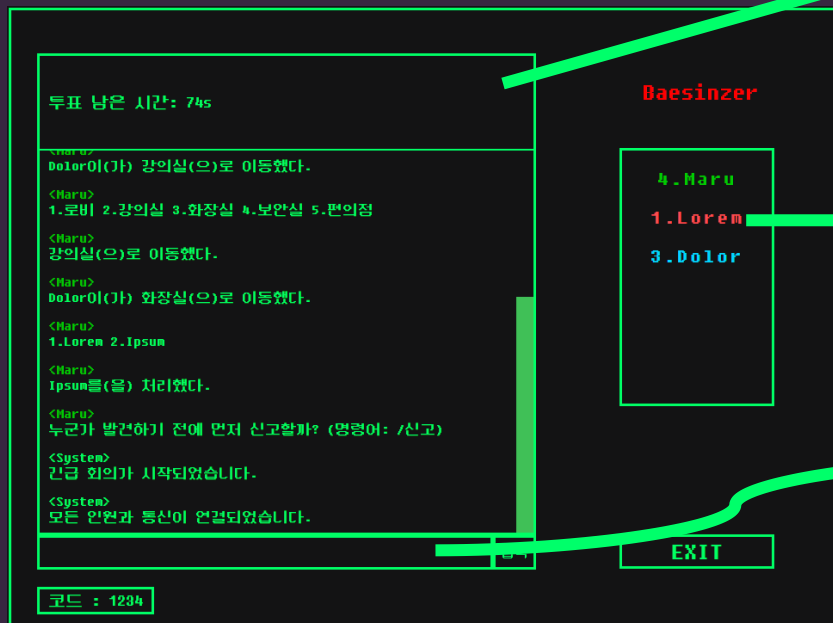 투표 남은 시간: 74s
<Maru>
Dolor이(가) 강의실(으)로 이동했다.
<Maru>
1.로비 2.강의실 3.화장실 4.보안실 5.편의점
<Maru>
강의실(으)로 이동했다.
<Maru>
Dolor이(가) 화장실(으)로 이동했다.
<Maru>
1.Lorem 2.Ipsum
<Maru>
Ipsum를(을) 처리했다.
<Maru>
누군가 발견하기 전에 먼저 신고할까? (명령어: /신고)
<System>
긴급 회의가 시작되었습니다.
<System>
모든 인원과 통신이 연결되었습니다.
코드 : 1234
Baesinzer
4.Maru
1.Lorem
3.Dolor
EXIT